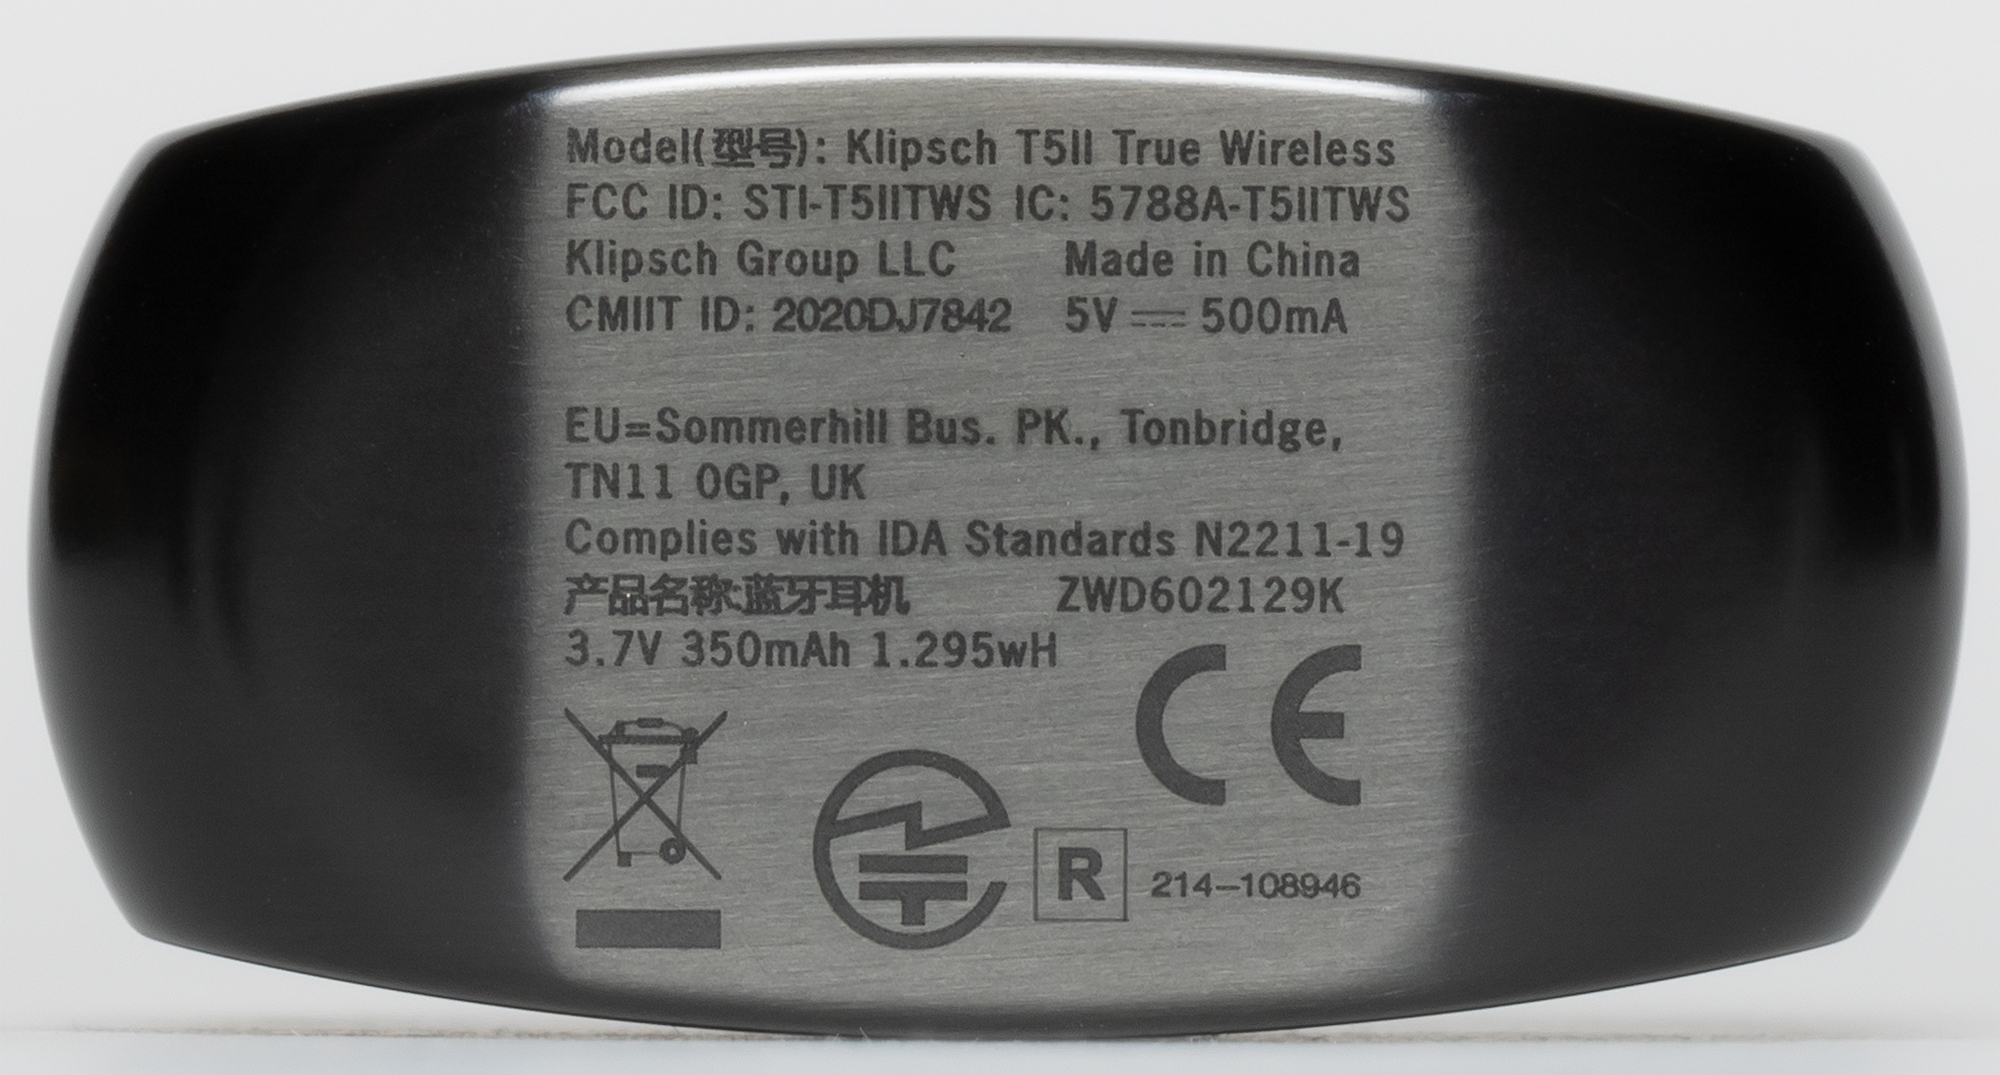 Model(型号): Klipsch T5II True Wireless
FCC ID: STI-T5IITWS IC: 5788A-T5IITWS
Klipsch Group LLC Made in China
CMIIT ID: 2020DJ7842 5V ⎓ 500mA
EU=Sommerhill Bus. PK., Tonbridge,
TN11 0GP, UK
Complies with IDA Standards N2211-19
产品名称:蓝牙耳机 ZWD602129K
3.7V 350mAh 1.295wH
CE
R 214-108946